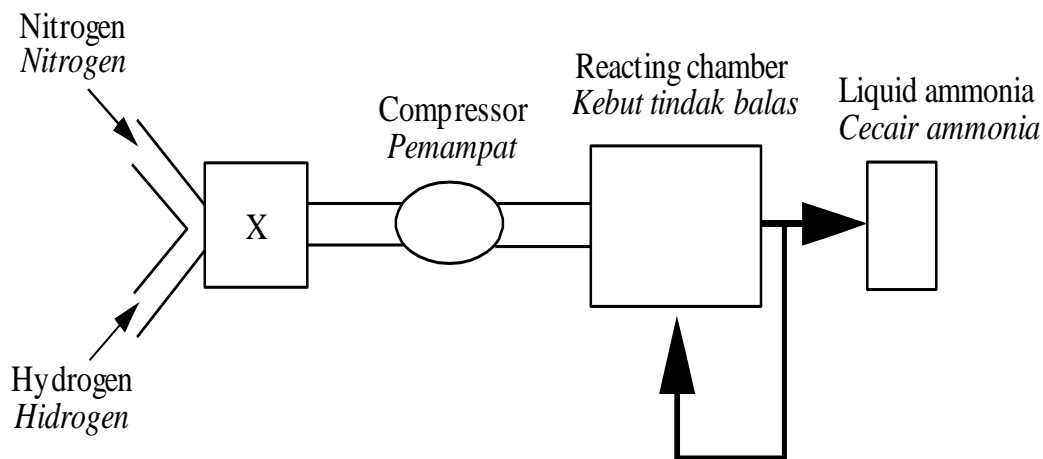 Nitrogen
Nitrogen
Reacting chamber
Kebut tindak balas
Liquid ammonia
Cecair ammonia
Compressor
Pemampat
X
Hydrogen
Hidrogen